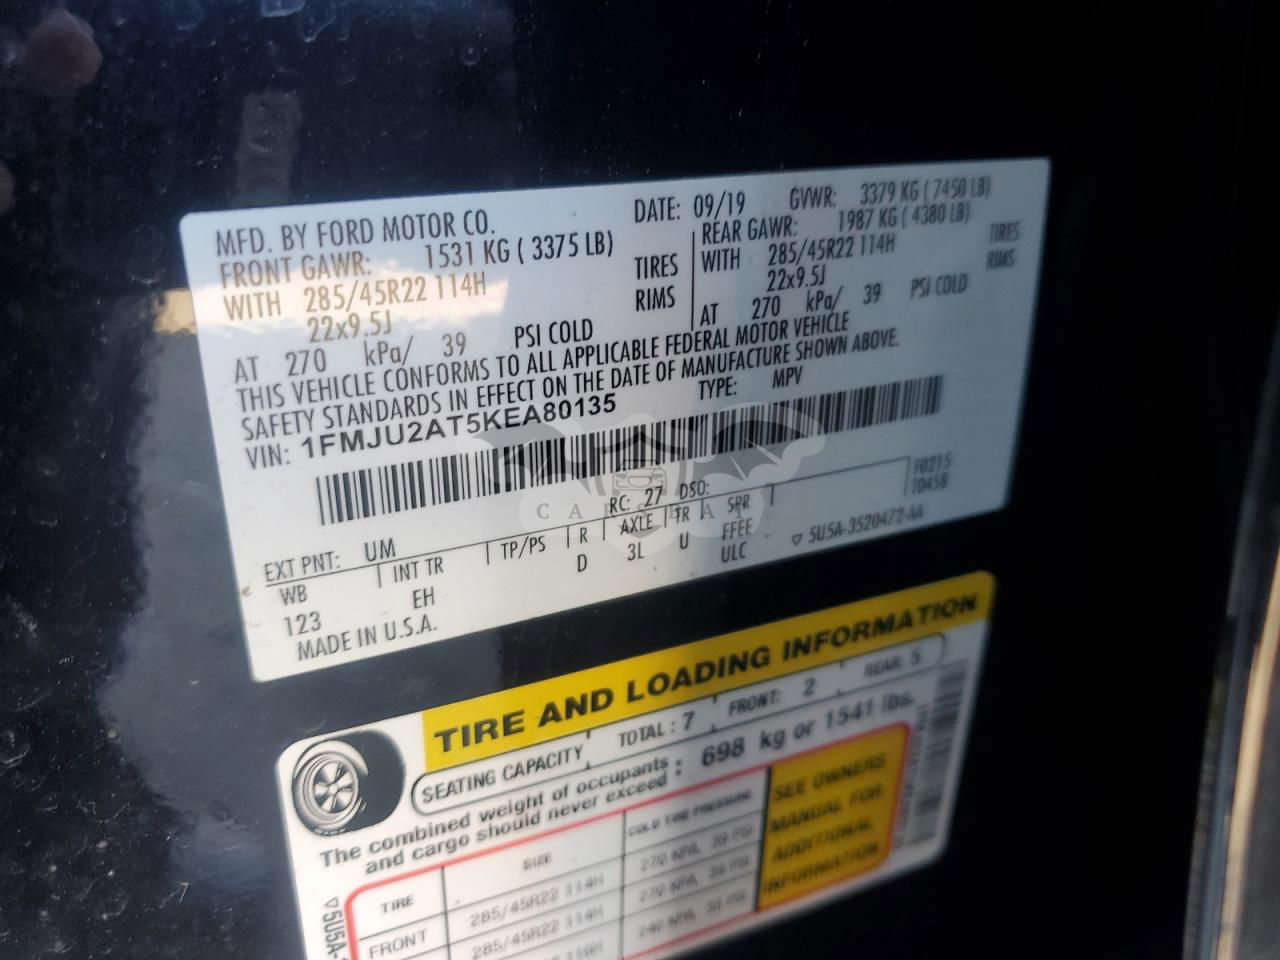 MFD. BY FORD MOTOR CO. DATE: 09/19 GVWR: 3379 KG ( 7450 LB)
FRONT GAWR: 1531 KG ( 3375 LB) REAR GAWR: 1987 KG ( 4380 LB)
WITH 285/45R22 114H TIRES WITH 285/45R22 114H TIRES
22x9.5J RIMS 22x9.5J RIMS
AT 270 kPa/ 39 PSI COLD AT 270 kPa/ 39 PSI COLD
THIS VEHICLE CONFORMS TO ALL APPLICABLE FEDERAL MOTOR VEHICLE
SAFETY STANDARDS IN EFFECT ON THE DATE OF MANUFACTURE SHOWN ABOVE.
VIN: 1FMJU2AT5KEA80135 TYPE: MPV
F0215
T0458
EXT PNT: UM RC: 27 DSO:
WB INT TR TP/PS R AXLE TR SPR
123 EH D 3L U FFFF
ULC
▽ 5U5A-3520472-AA
MADE IN U.S.A.
TIRE AND LOADING INFORMATION
SEATING CAPACITY TOTAL : 7 FRONT: 2 REAR: 5
The combined weight of occupants : 698 kg or 1541 lbs.
and cargo should never exceed
TIRE SIZE COLD TIRE PRESSURE
FRONT 285/45R22 114H 270 KPA, 39 PSI
285/45R22 114H 270 KPA, 39 PSI
SEE OWNERS
MANUAL FOR
ADDITIONAL
INFORMATION
▽5U5A-